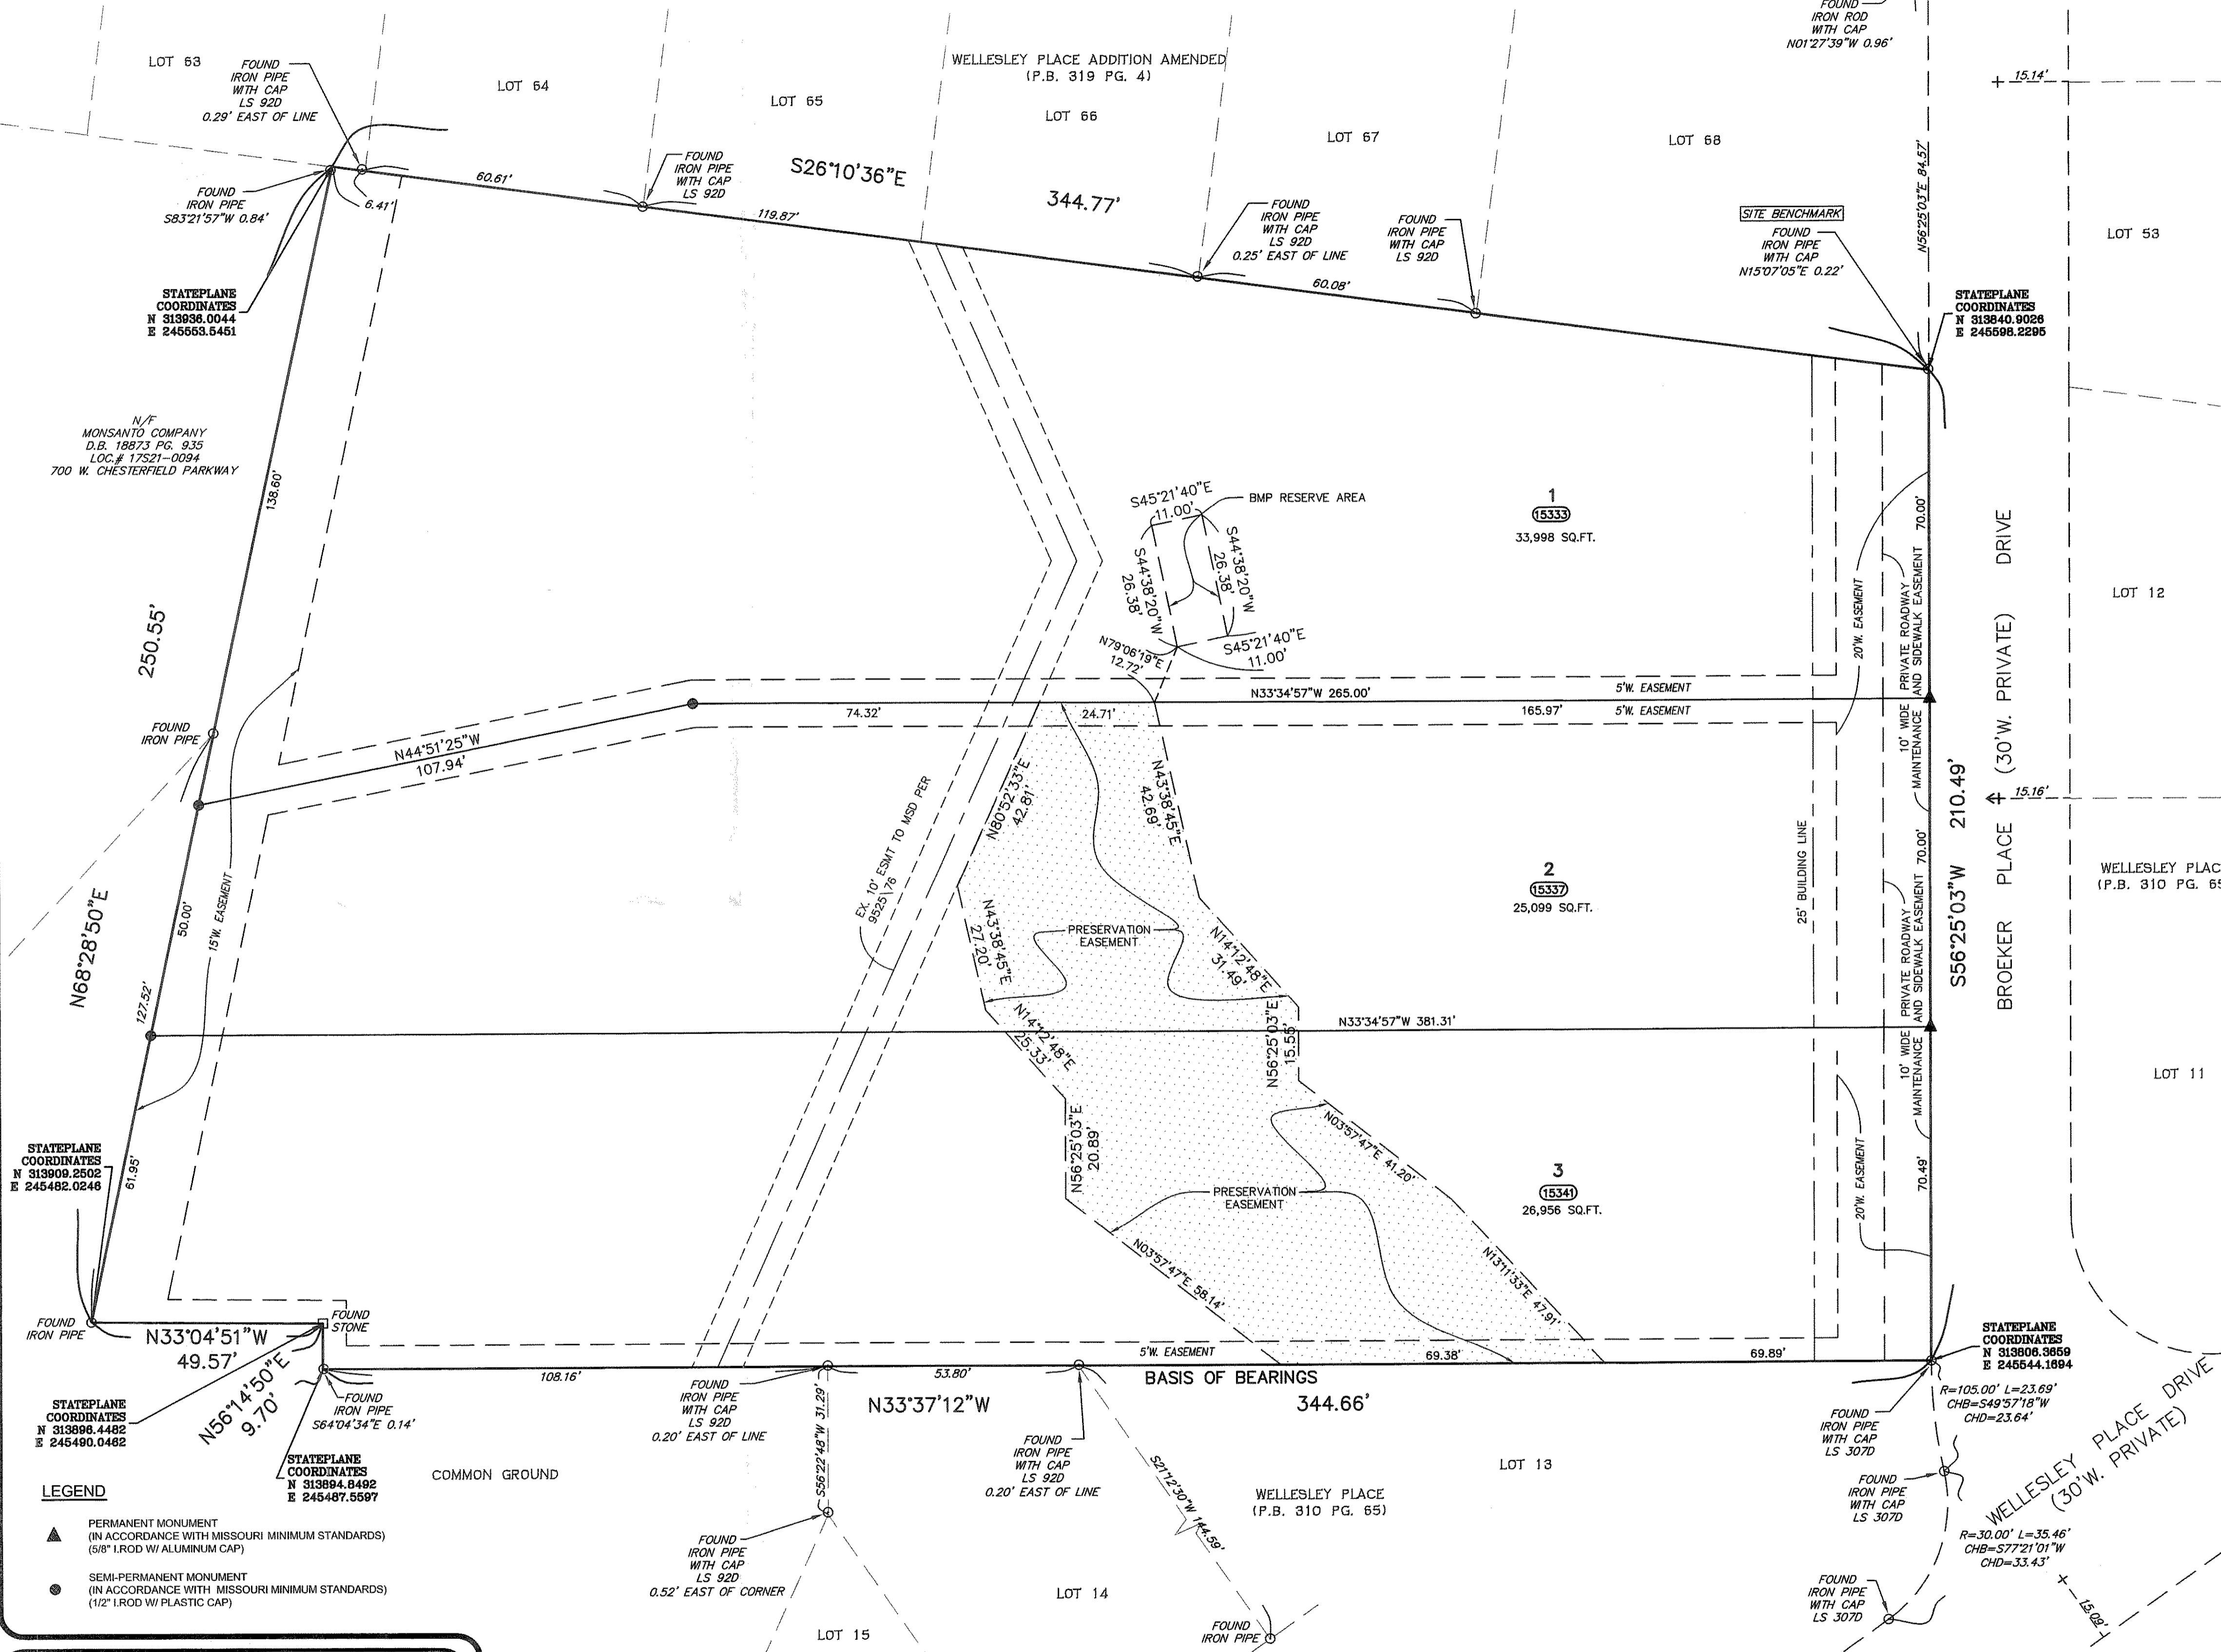 FOUND
IRON ROD
WITH CAP
N01°27'39"W 0.96'
LOT 63
FOUND
IRON PIPE
WITH CAP
LS 92D
0.29' EAST OF LINE
LOT 64
LOT 65
WELLESLEY PLACE ADDITION AMENDED
(P.B. 319 PG. 4)
LOT 66
LOT 67
LOT 68
15.14'
N56°25'03"E 84.57'
FOUND
IRON PIPE
S83°21'57"W 0.84'
6.41'
60.61'
FOUND
IRON PIPE
WITH CAP
LS 92D
S26°10'36"E
344.77'
119.87'
FOUND
IRON PIPE
WITH CAP
LS 92D
0.25' EAST OF LINE
60.08'
FOUND
IRON PIPE
WITH CAP
LS 92D
SITE BENCHMARK
FOUND
IRON PIPE
WITH CAP
N15°07'05"E 0.22'
LOT 53
STATEPLANE
COORDINATES
N 313936.0044
E 245553.5451
STATEPLANE
COORDINATES
N 313840.9026
E 245598.2295
N/F
MONSANTO COMPANY
D.B. 18873 PG. 935
LOC.# 17S21-0094
700 W. CHESTERFIELD PARKWAY
138.60'
S45°21'40"E
11.00'
BMP RESERVE AREA
S44°38'20"W
26.38'
S44°38'20"W
26.38'
S45°21'40"E
11.00'
N79°06'19"E
12.72'
1
15333
33,998 SQ.FT.
20'W. EASEMENT
10' WIDE PRIVATE ROADWAY
MAINTENANCE AND SIDEWALK EASEMENT
70.00'
BROEKER PLACE (30'W. PRIVATE) DRIVE
LOT 12
250.55'
FOUND
IRON PIPE
N44°51'25"W
107.94'
74.32'
24.71'
N33°34'57"W 265.00'
5'W. EASEMENT
165.97'
5'W. EASEMENT
N80°52'33"E
42.81'
N43°38'45"E
42.69'
EX. 10' ESMT TO MSD PER
9525\76
S56°25'03"W 210.49'
15.16'
N68°28'50"E
50.00'
15'W. EASEMENT
127.52'
PRESERVATION
EASEMENT
N43°38'45"E
27.20'
N14°12'48"E
31.49'
N14°12'48"E
25.33'
N56°25'03"E
15.55'
2
15337
25,099 SQ.FT.
25' BUILDING LINE
10' WIDE PRIVATE ROADWAY
MAINTENANCE AND SIDEWALK EASEMENT
70.00'
WELLESLEY PLAC
(P.B. 310 PG. 65
N33°34'57"W 381.31'
LOT 11
STATEPLANE
COORDINATES
N 313909.2502
E 245482.0246
61.95'
N56°25'03"E
20.89'
N03°57'47"E 41.20'
PRESERVATION
EASEMENT
N03°57'47"E 58.14'
N13°11'33"E 47.91'
3
15341
26,956 SQ.FT.
20'W. EASEMENT
70.49'
FOUND
IRON PIPE
N33°04'51"W
49.57'
FOUND
STONE
N56°14'50"E
9.70'
FOUND
IRON PIPE
S64°04'34"E 0.14'
108.16'
53.80'
5'W. EASEMENT
69.38'
69.89'
BASIS OF BEARINGS
N33°37'12"W
344.66'
FOUND
IRON PIPE
WITH CAP
LS 92D
0.20' EAST OF LINE
S56°22'48"W 31.29'
FOUND
IRON PIPE
WITH CAP
LS 92D
0.20' EAST OF LINE
S21°12'30"W 144.59'
STATEPLANE
COORDINATES
N 313806.3659
E 245544.1694
R=105.00' L=23.69'
CHB=S49°57'18"W
CHD=23.64'
FOUND
IRON PIPE
WITH CAP
LS 307D
STATEPLANE
COORDINATES
N 313896.4482
E 245490.0462
STATEPLANE
COORDINATES
N 313894.8492
E 245487.5597
COMMON GROUND
LOT 13
WELLESLEY PLACE
(P.B. 310 PG. 65)
FOUND
IRON PIPE
WITH CAP
LS 307D
WELLESLEY PLACE DRIVE
(30'W. PRIVATE)
R=30.00' L=35.46'
CHB=S77°21'01"W
CHD=33.43'
FOUND
IRON PIPE
WITH CAP
LS 307D
15.09'
LEGEND
PERMANENT MONUMENT
(IN ACCORDANCE WITH MISSOURI MINIMUM STANDARDS)
(5/8" I.ROD W/ ALUMINUM CAP)
SEMI-PERMANENT MONUMENT
(IN ACCORDANCE WITH MISSOURI MINIMUM STANDARDS)
(1/2" I.ROD W/ PLASTIC CAP)
FOUND
IRON PIPE
WITH CAP
LS 92D
0.52' EAST OF CORNER
LOT 14
LOT 15
FOUND
IRON PIPE